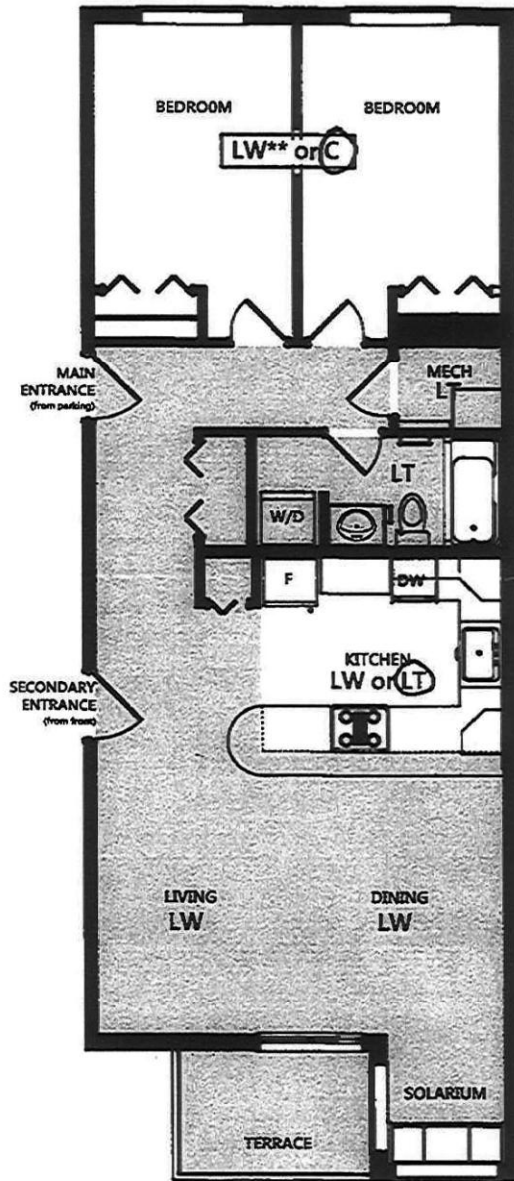 BEDROOM
BEDROOM
LW** or C
MAIN
ENTRANCE
(from parking)
MECH
LT
LT
W/D
F
DW
KITCHEN
LW or LT
SECONDARY
ENTRANCE
(from front)
LIVING
LW
DINING
LW
SOLARIUM
TERRACE